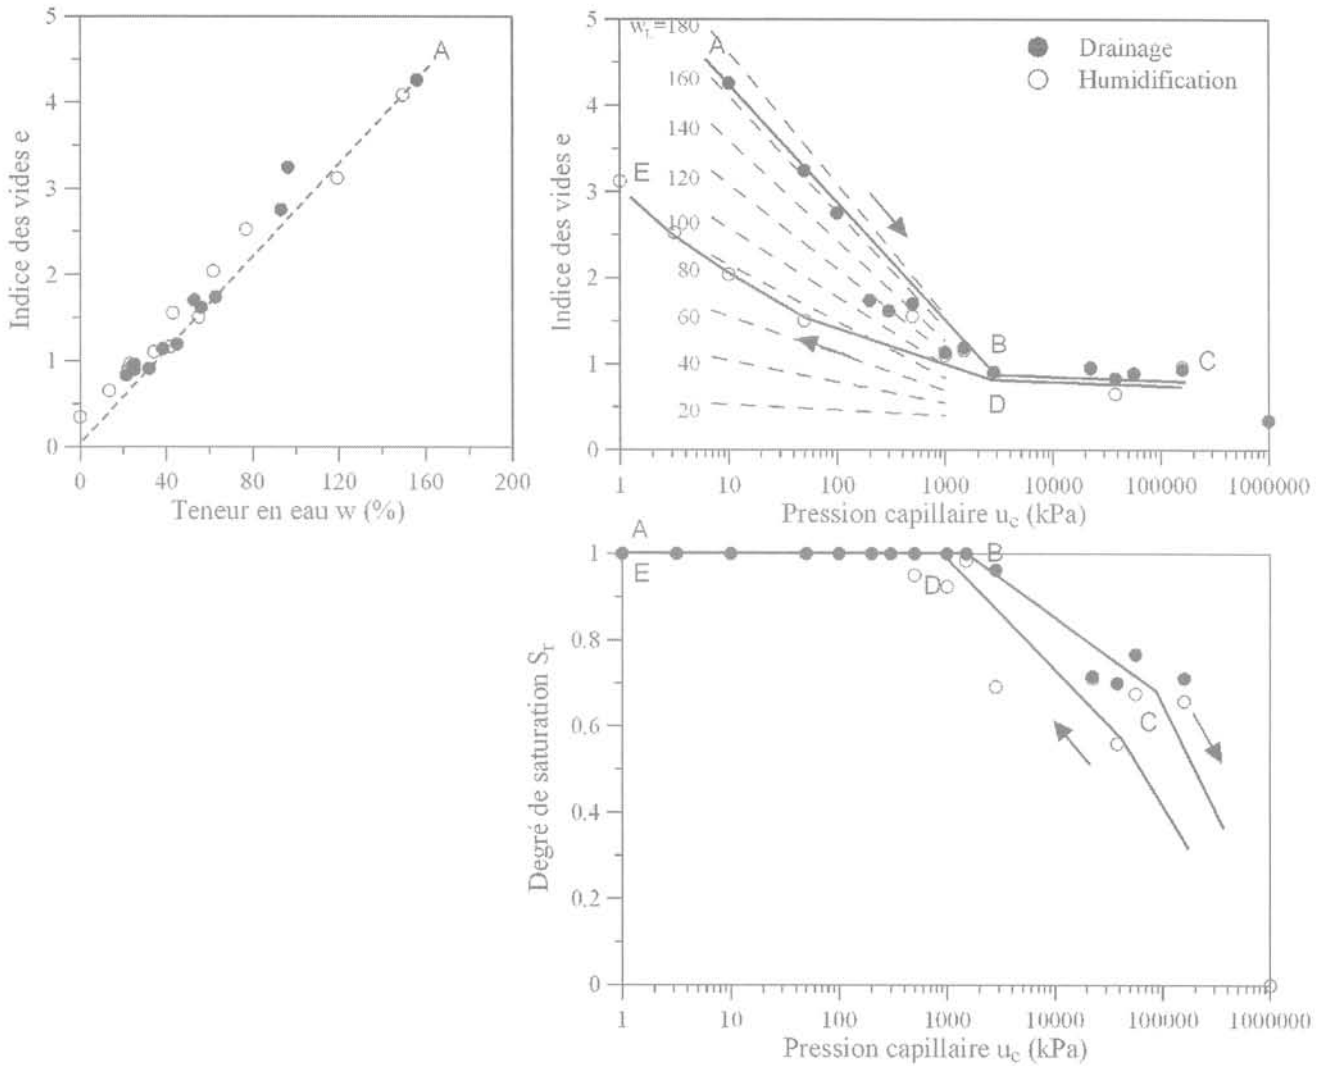 Indice des vides e
5
4
3
2
1
0
A
0 40 80 120 160 200
Teneur en eau w (%)
Indice des vides e
5
4
3
2
1
0
w_L=180
160
140
120
100
80
60
40
20
A
E
B
D
C
Drainage
Humidification
1 10 100 1000 10000 100000 1000000
Pression capillaire u_c (kPa)
Degré de saturation S_r
1
0.8
0.6
0.4
0.2
0
A
E
B
D
C
1 10 100 1000 10000 100000 1000000
Pression capillaire u_c (kPa)